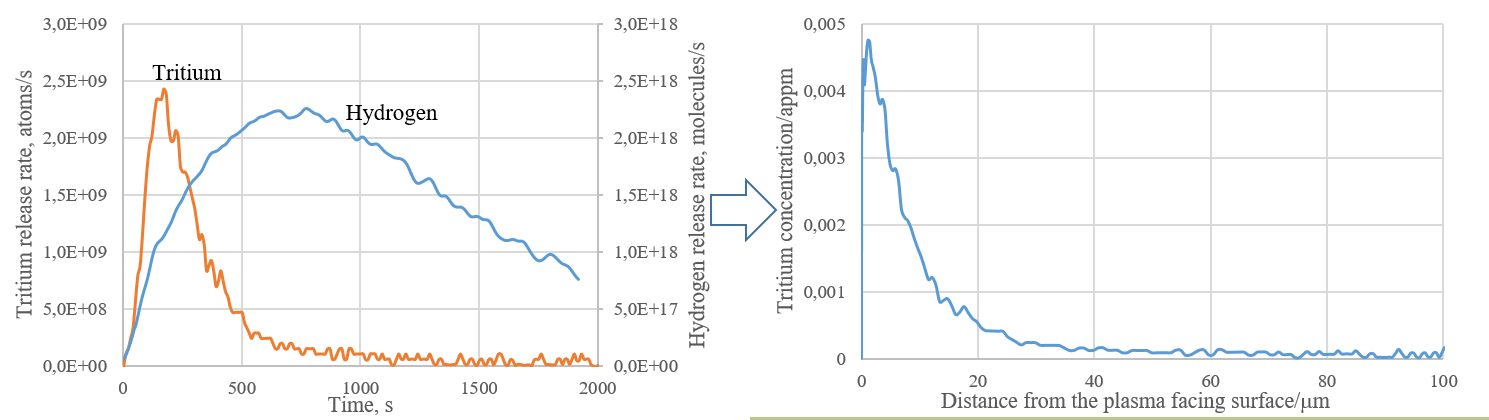 3,0E+09
2,5E+09
2,0E+09
1,5E+09
1,0E+09
5,0E+08
0,0E+00
Tritium release rate, atoms/s
Tritium
Hydrogen
3,0E+18
2,5E+18
2,0E+18
1,5E+18
1,0E+18
5,0E+17
0,0E+00
Hydrogen release rate, molecules/s
0 500 1000 1500 2000
Time, s
0,005
0,004
0,003
0,002
0,001
0
Tritium concentration/appm
0 20 40 60 80 100
Distance from the plasma facing surface/μm